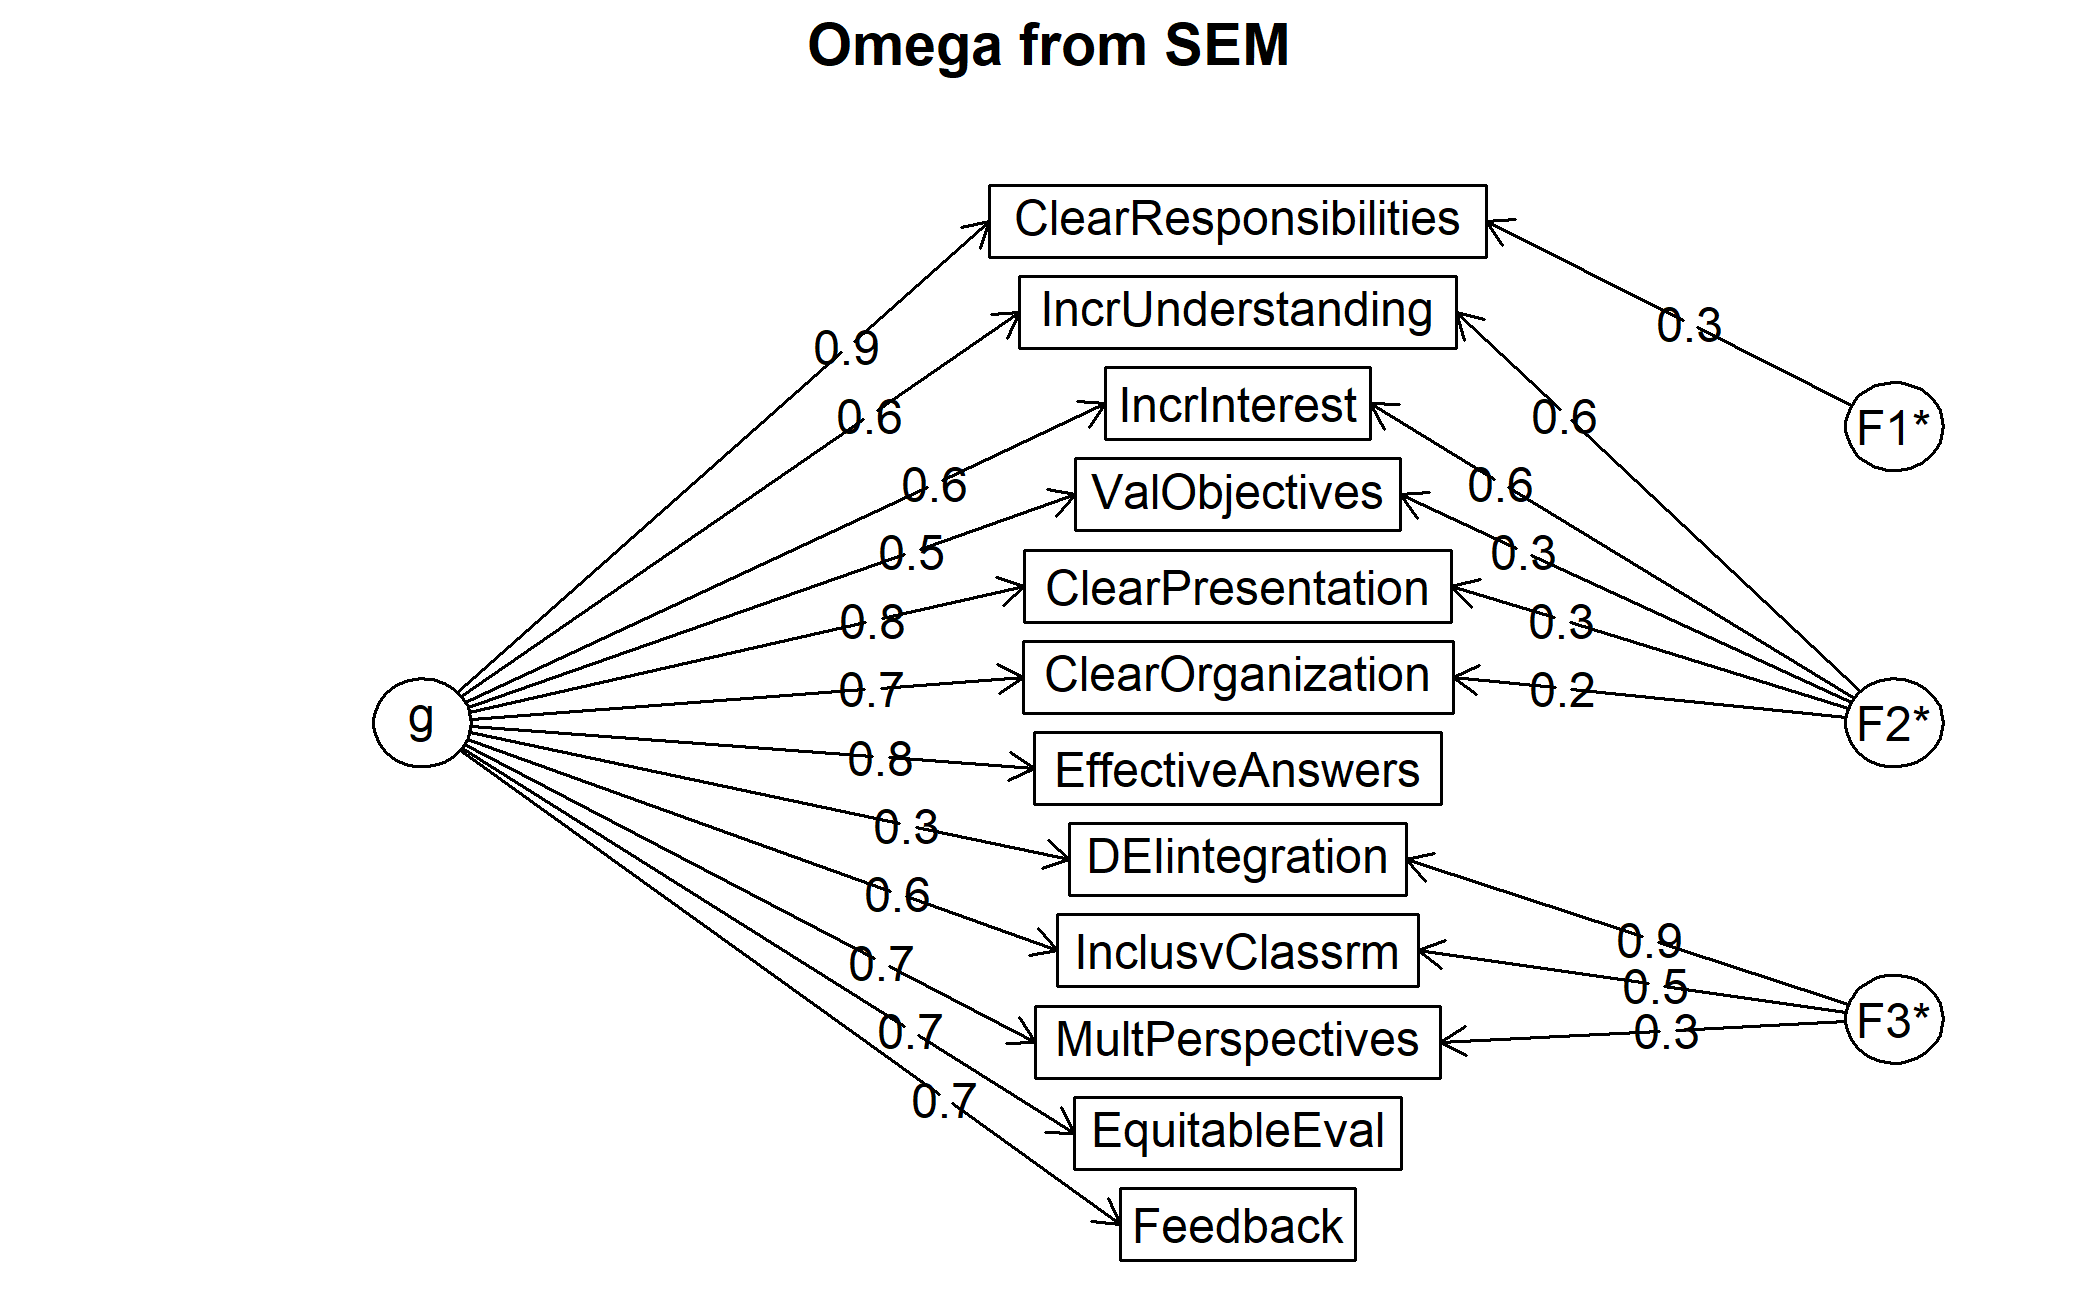 Omega from SEM
ClearResponsibilities
IncrUnderstanding
IncrInterest
ValObjectives
ClearPresentation
ClearOrganization
EffectiveAnswers
DEIintegration
InclusvClassrm
MultPerspectives
EquitableEval
Feedback
g
0.9
0.6
0.6
0.5
0.8
0.7
0.8
0.3
0.6
0.7
0.7
0.7
F1*
F2*
F3*
0.3
0.6
0.6
0.3
0.3
0.2
0.9
0.5
0.3